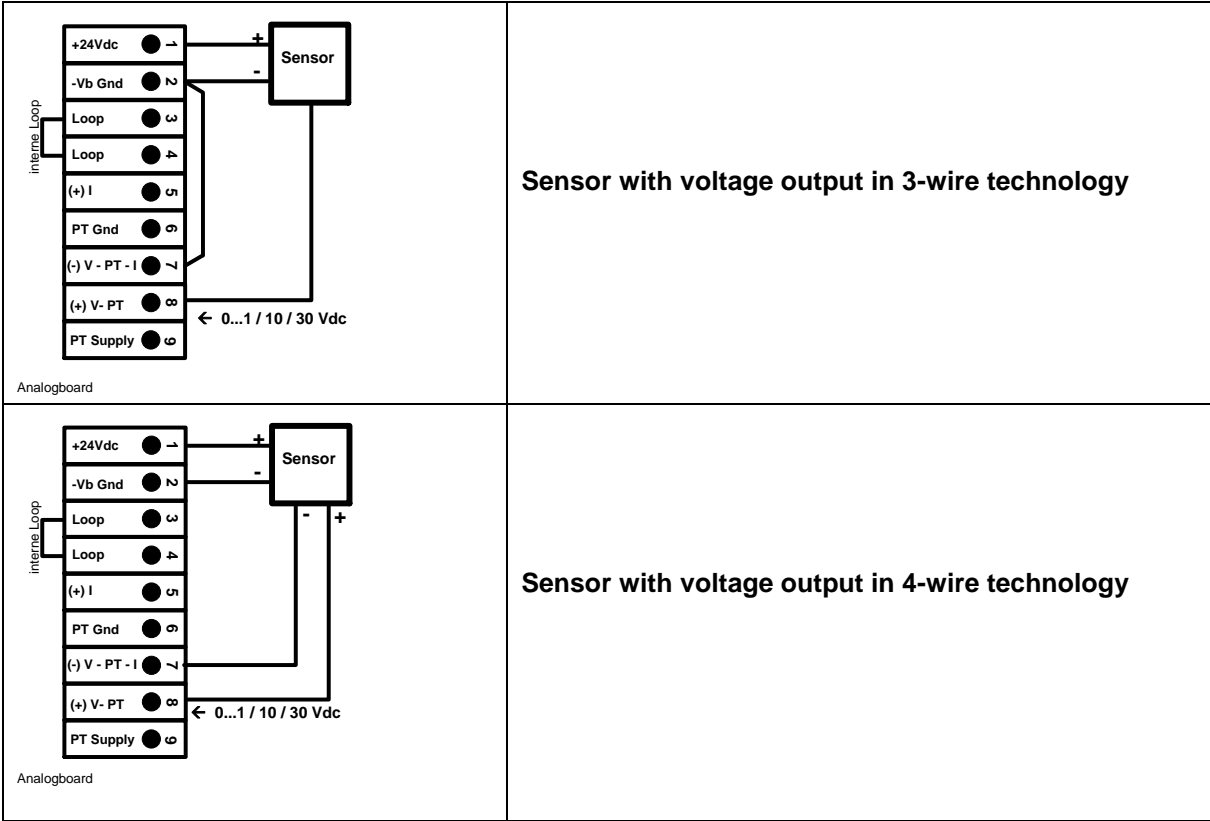 +24Vdc 1
-Vb Gnd 2
Loop 3
Loop 4
(+) I 5
PT Gnd 6
(-) V - PT - I 7
(+) V- PT 8
PT Supply 9
interne Loop
+
-
Sensor
← 0...1 / 10 / 30 Vdc
Analogboard
Sensor with voltage output in 3-wire technology
+24Vdc 1
-Vb Gnd 2
Loop 3
Loop 4
(+) I 5
PT Gnd 6
(-) V - PT - I 7
(+) V- PT 8
PT Supply 9
interne Loop
+
-
Sensor
- +
← 0...1 / 10 / 30 Vdc
Analogboard
Sensor with voltage output in 4-wire technology